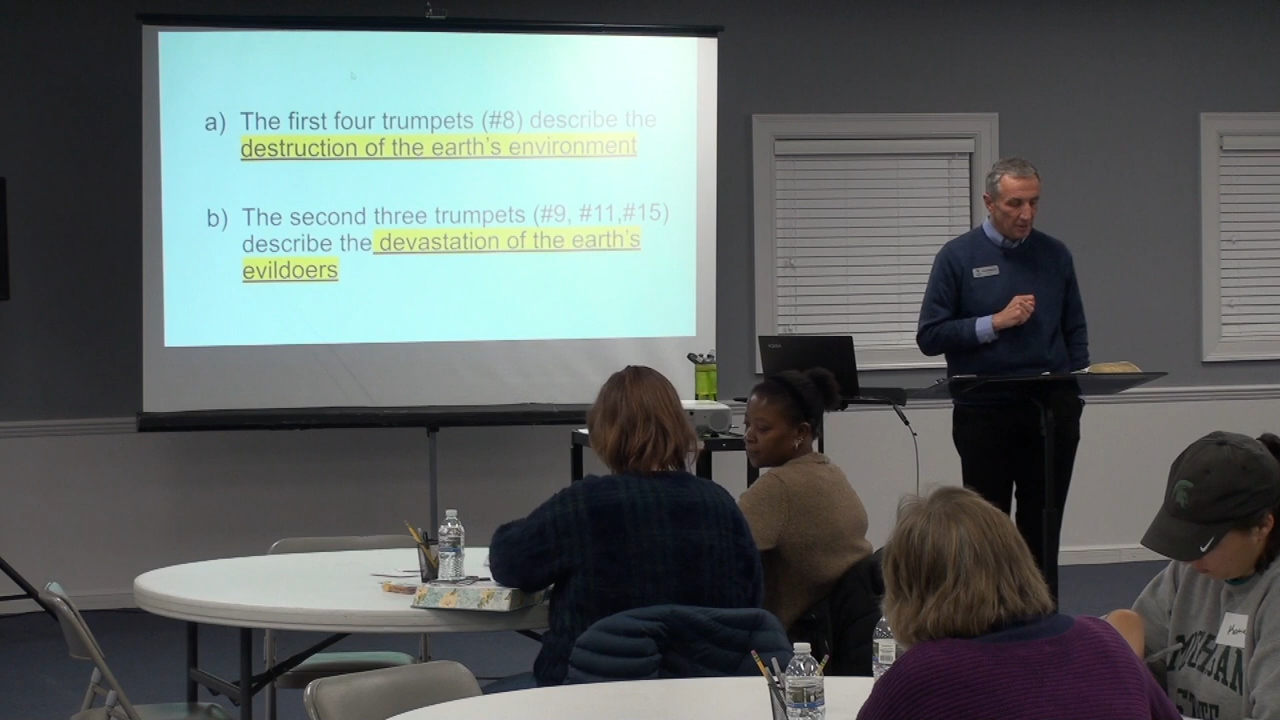 a) The first four trumpets (#8) describe the
destruction of the earth's environment
b) The second three trumpets (#9, #11,#15)
describe the devastation of the earth's
evildoers
STATE